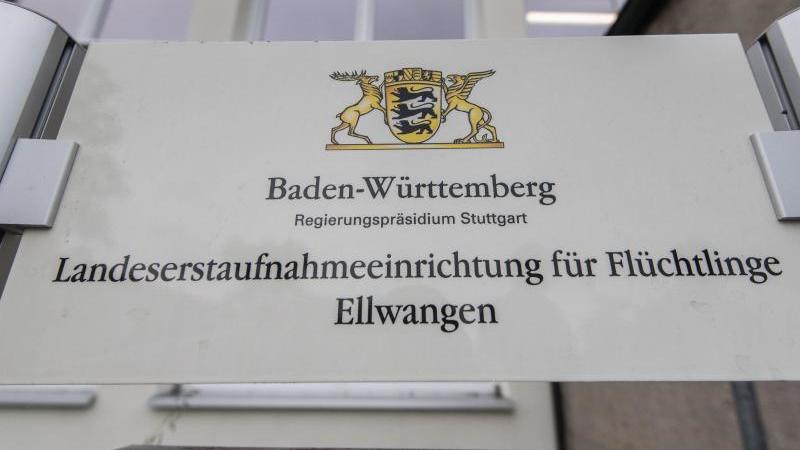 Baden-Württemberg
Regierungspräsidium Stuttgart
Landeserstaufnahmeeinrichtung für Flüchtlinge
Ellwangen